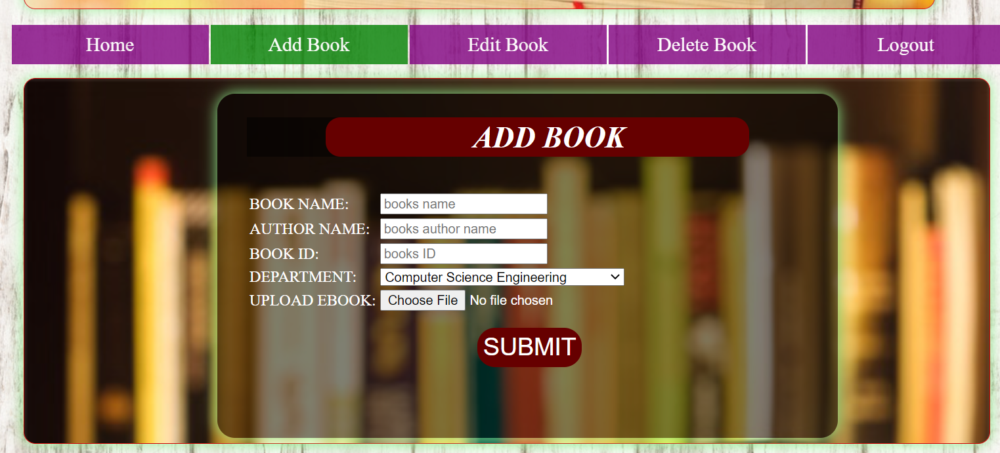 Home Add Book Edit Book Delete Book Logout
ADD BOOK
BOOK NAME: books name
AUTHOR NAME: books author name
BOOK ID: books ID
DEPARTMENT: Computer Science Engineering
UPLOAD EBOOK: Choose File No file chosen
SUBMIT